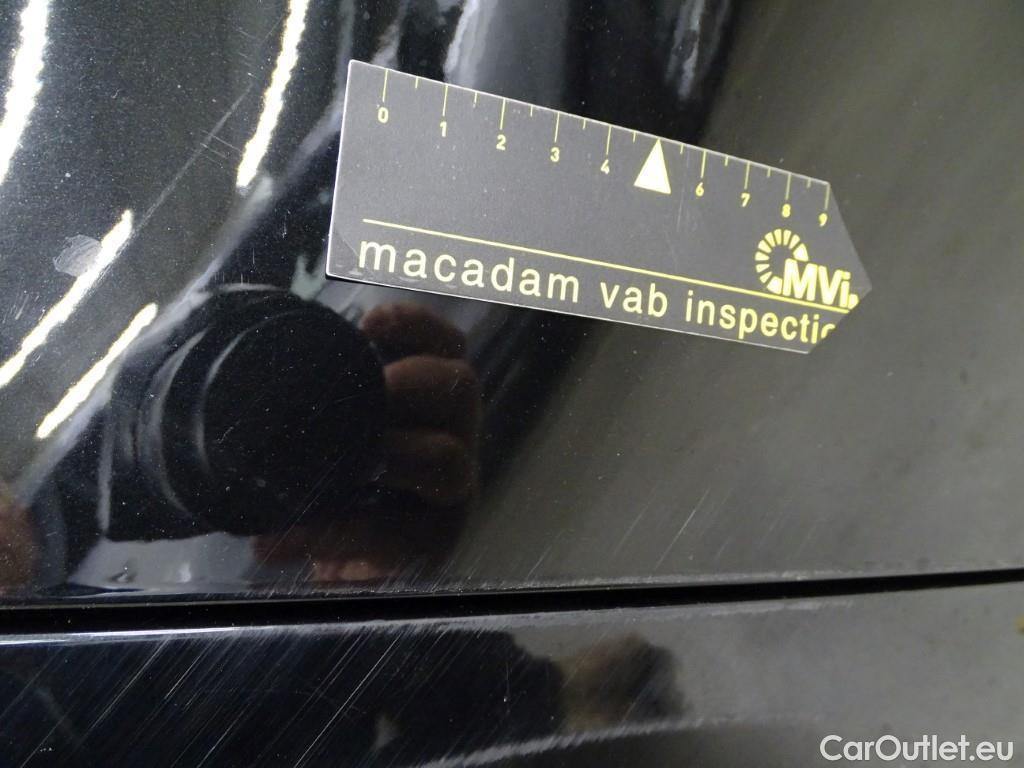 0 1 2 3 4 6 7 8 9
MVi.
macadam vab inspectio
CarOutlet.eu